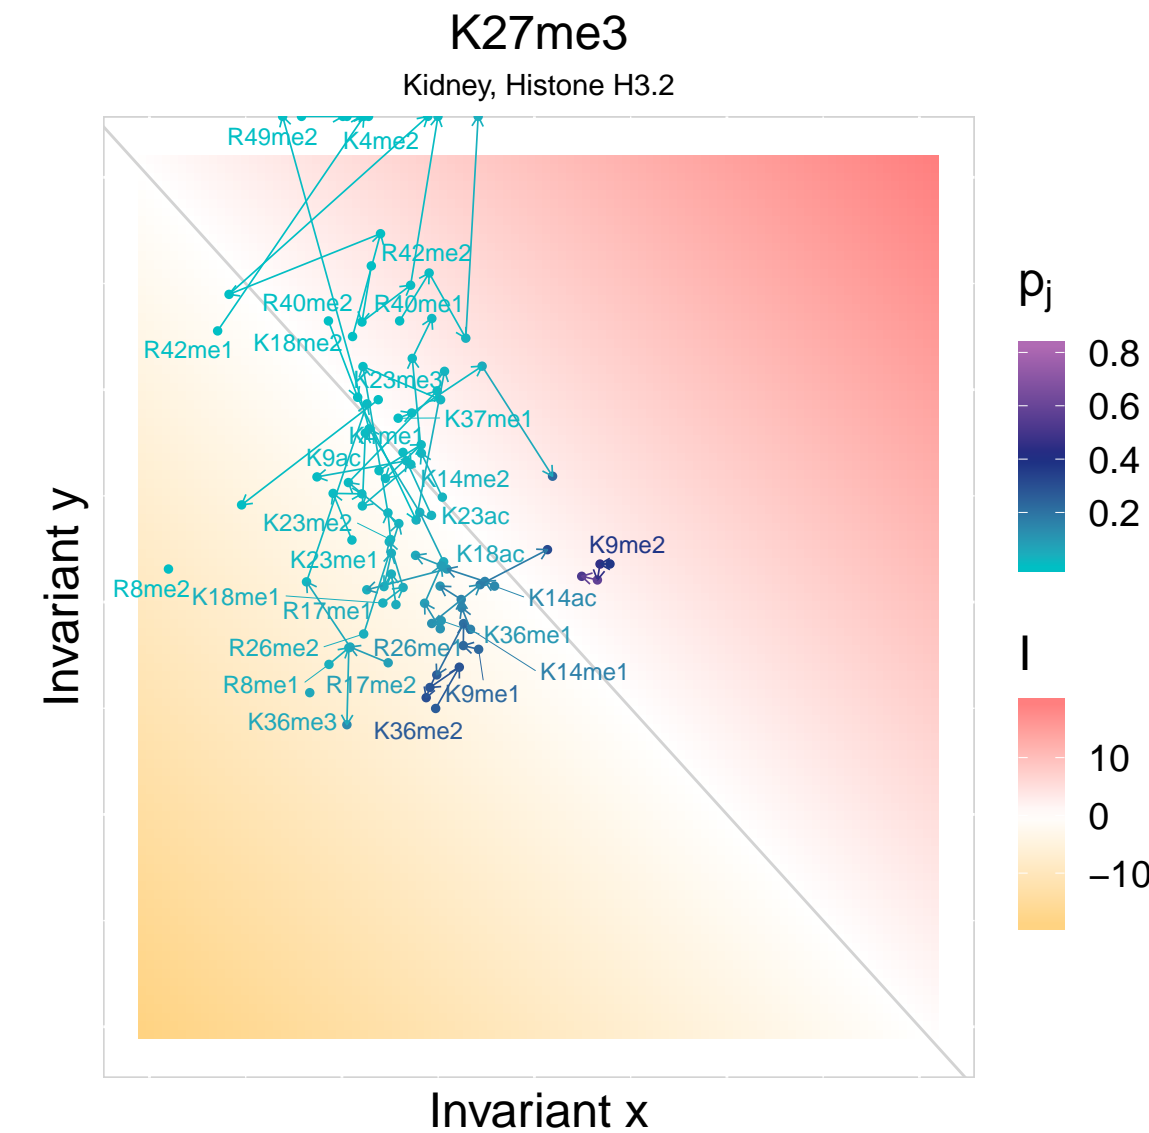 K27me3
Kidney, Histone H3.2
R49me2
K4me2
R42me2
R40me2
R40me1
K18me2
R42me1
K23me3
K37me1
K4me1
K9ac
K14me2
K23ac
K23me2
K18ac
K9me2
K23me1
R8me2
K18me1
K14ac
R17me1
K36me1
R26me2
R26me1
K14me1
R8me1
R17me2
K9me1
K36me3
K36me2
Invariant y
Invariant x
pj
0.8
0.6
0.4
0.2
I
10
0
−10